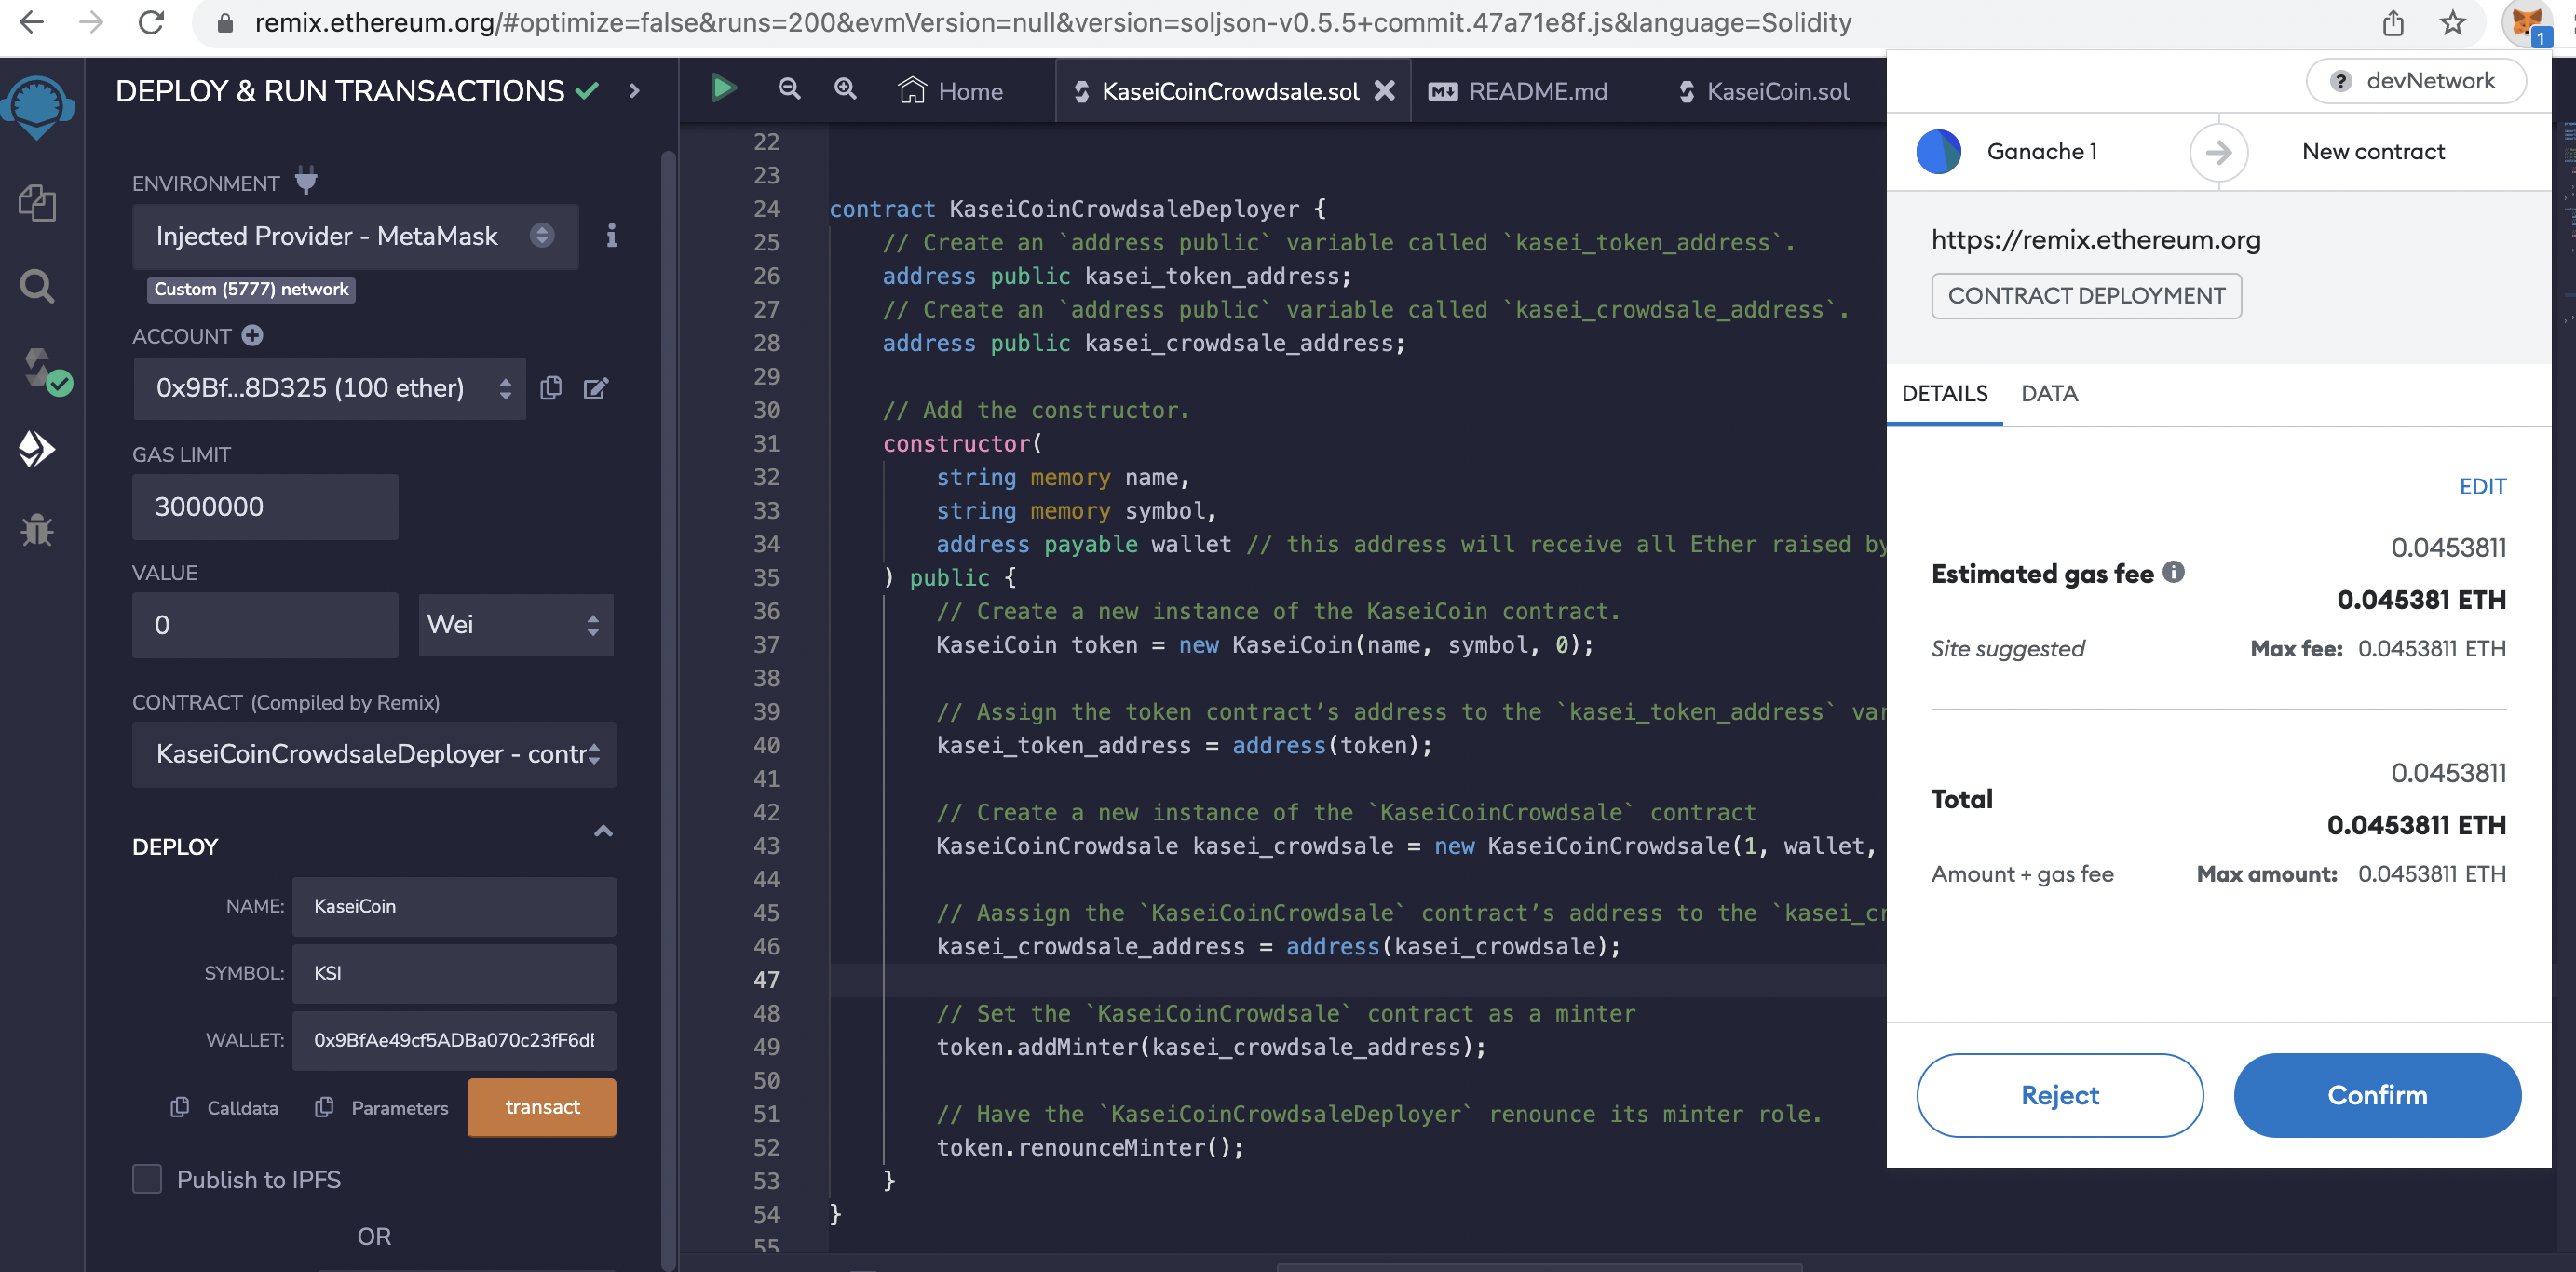 remix.ethereum.org/#optimize=false&runs=200&evmVersion=null&version=soljson-v0.5.5+commit.47a71e8f.js&language=Solidity
1
DEPLOY & RUN TRANSACTIONS
ENVIRONMENT
Injected Provider - MetaMask
i
Custom (5777) network
ACCOUNT
0x9Bf...8D325 (100 ether)
GAS LIMIT
3000000
VALUE
0
Wei
CONTRACT (Compiled by Remix)
KaseiCoinCrowdsaleDeployer - contr
DEPLOY
NAME: KaseiCoin
SYMBOL: KSI
WALLET: 0x9BfAe49cf5ADBa070c23fF6d
Calldata Parameters transact
Publish to IPFS
OR
Home
KaseiCoinCrowdsale.sol
README.md
KaseiCoin.sol
22
23
24 contract KaseiCoinCrowdsaleDeployer {
25 // Create an `address public` variable called `kasei_token_address`.
26 address public kasei_token_address;
27 // Create an `address public` variable called `kasei_crowdsale_address`.
28 address public kasei_crowdsale_address;
29
30 // Add the constructor.
31 constructor(
32 string memory name,
33 string memory symbol,
34 address payable wallet // this address will receive all Ether raised by
35 ) public {
36 // Create a new instance of the KaseiCoin contract.
37 KaseiCoin token = new KaseiCoin(name, symbol, 0);
38
39 // Assign the token contract’s address to the `kasei_token_address` var
40 kasei_token_address = address(token);
41
42 // Create a new instance of the `KaseiCoinCrowdsale` contract
43 KaseiCoinCrowdsale kasei_crowdsale = new KaseiCoinCrowdsale(1, wallet,
44
45 // Aassign the `KaseiCoinCrowdsale` contract’s address to the `kasei_cr
46 kasei_crowdsale_address = address(kasei_crowdsale);
47
48 // Set the `KaseiCoinCrowdsale` contract as a minter
49 token.addMinter(kasei_crowdsale_address);
50
51 // Have the `KaseiCoinCrowdsaleDeployer` renounce its minter role.
52 token.renounceMinter();
53 }
54 }
55
? devNetwork
Ganache 1
New contract
https://remix.ethereum.org
CONTRACT DEPLOYMENT
DETAILS DATA
EDIT
0.0453811
Estimated gas fee i
0.045381 ETH
Site suggested
Max fee: 0.0453811 ETH
0.0453811
Total
0.0453811 ETH
Amount + gas fee
Max amount: 0.0453811 ETH
Reject
Confirm